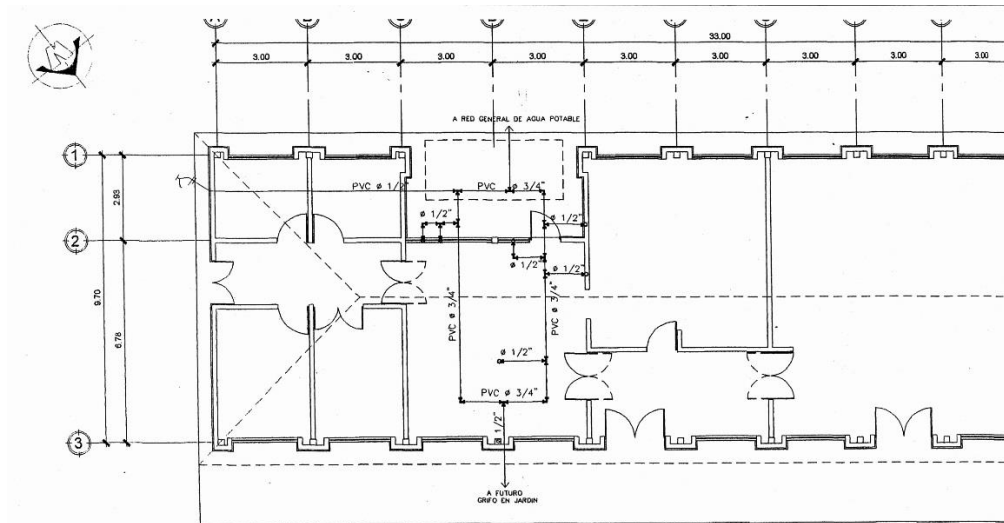 33.00
3.00 3.00 3.00 3.00 3.00 3.00 3.00 3.00 3.00
N
A RED GENERAL DE AGUA POTABLE
1
PVC ø 1/2" PVC ø 3/4"
2.93
ø 1/2" ø 1/2"
2
ø 1/2" ø 1/2"
9.70
PVC ø 3/4" PVC ø 3/4"
6.78
ø 1/2"
PVC ø 3/4"
ø 1/2"
3
A FUTURO
GRIFO EN JARDIN